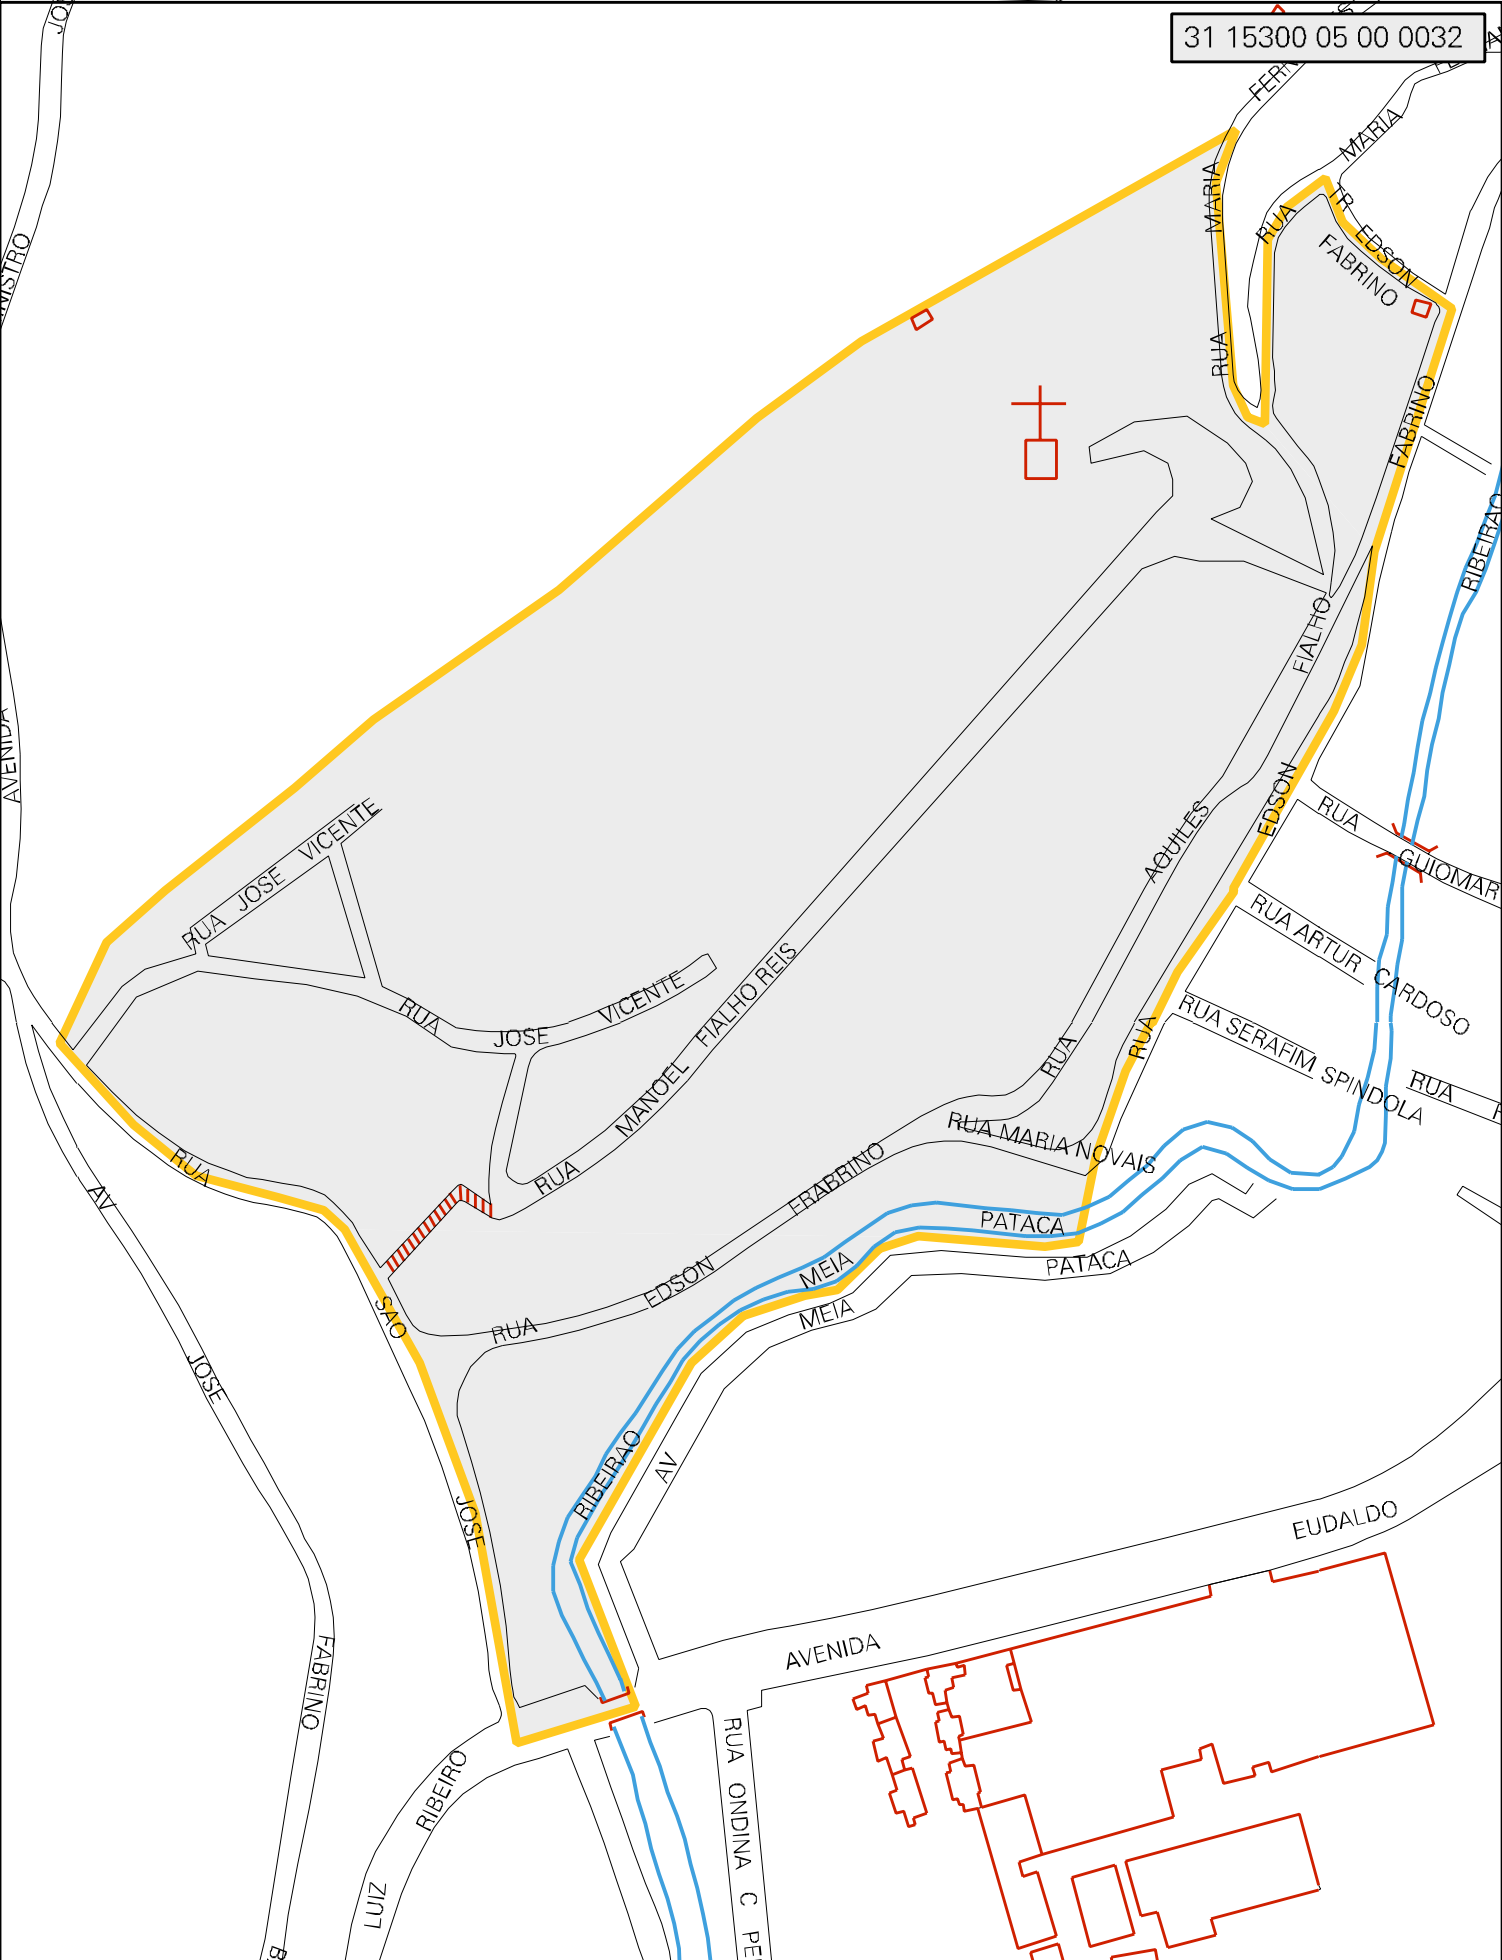 31 15300 05 00 0032
MARIA
MARIA
RUA
TR
EDSON
FABRINO
RUA
FABRINO
RIBEIRAO
FIALHO
AVENIDA
EDSON
RUA
GUIOMAR
AQUILES
RUA JOSE VICENTE
RUA ARTUR CARDOSO
RUA JOSE VICENTE
RUA MANOEL FIALHO REIS
RUA
RUA
RUA SERAFIM SPINDOLA
RUA
RUA MARIA NOVAIS
RUA
AV
FRABRINO
PATACA
PATACA
EDSON
MEIA
MEIA
SAO
RUA
JOSE
RIBEIRAO
AV
JOSE
EUDALDO
AVENIDA
FABRINO
RUA ONDINA C
RIBEIRO
LUIZ